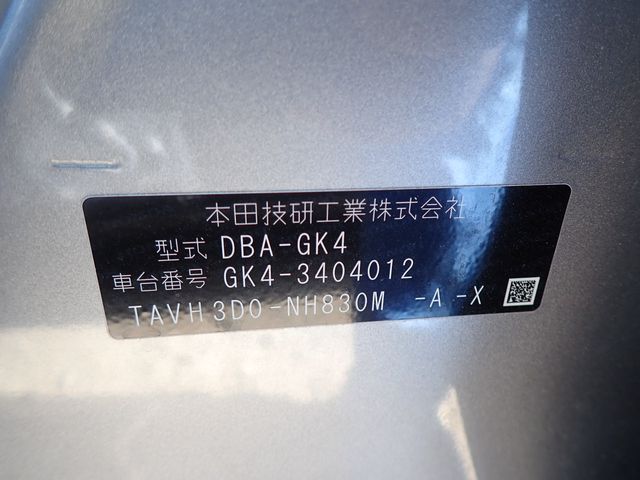 本田技研工業株式会社
型式 DBA-GK4
車台番号 GK4-3404012
TAVH3D0-NH830M -A-X